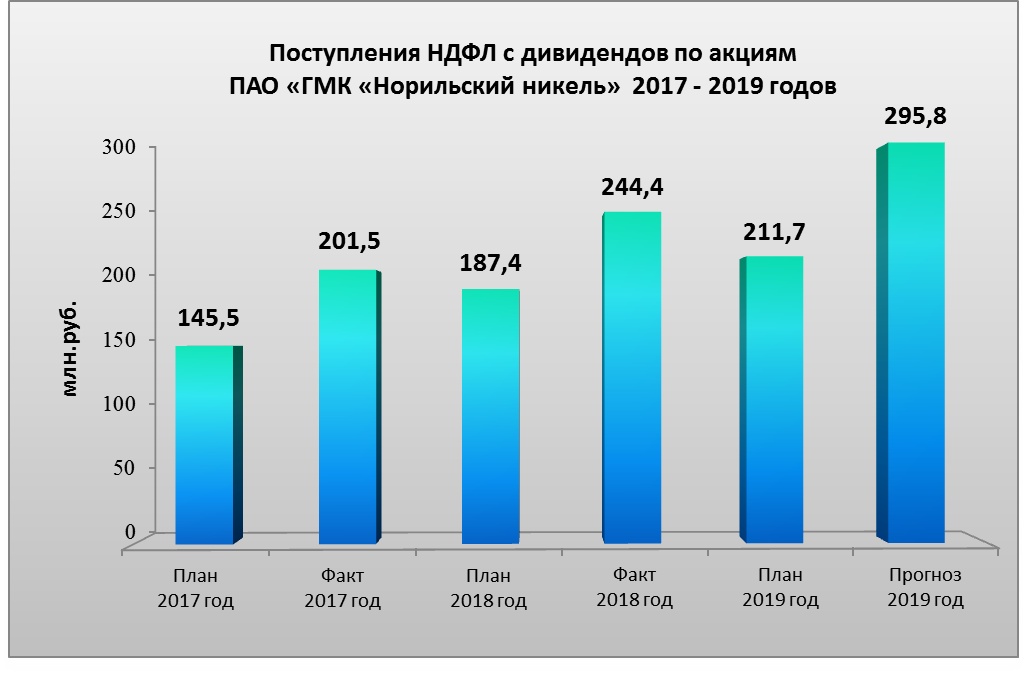 Поступления НДФЛ с дивидендов по акциям
ПАО «ГМК «Норильский никель» 2017 - 2019 годов
млн.руб.
300
250
200
150
100
50
0
145,5
201,5
187,4
244,4
211,7
295,8
План
2017 год
Факт
2017 год
План
2018 год
Факт
2018 год
План
2019 год
Прогноз
2019 год